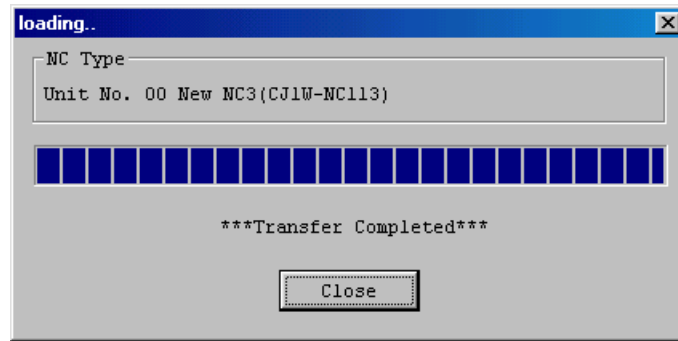 loading..
NC Type
Unit No. 00 New NC3(CJ1W-NC113)
***Transfer Completed***
Close